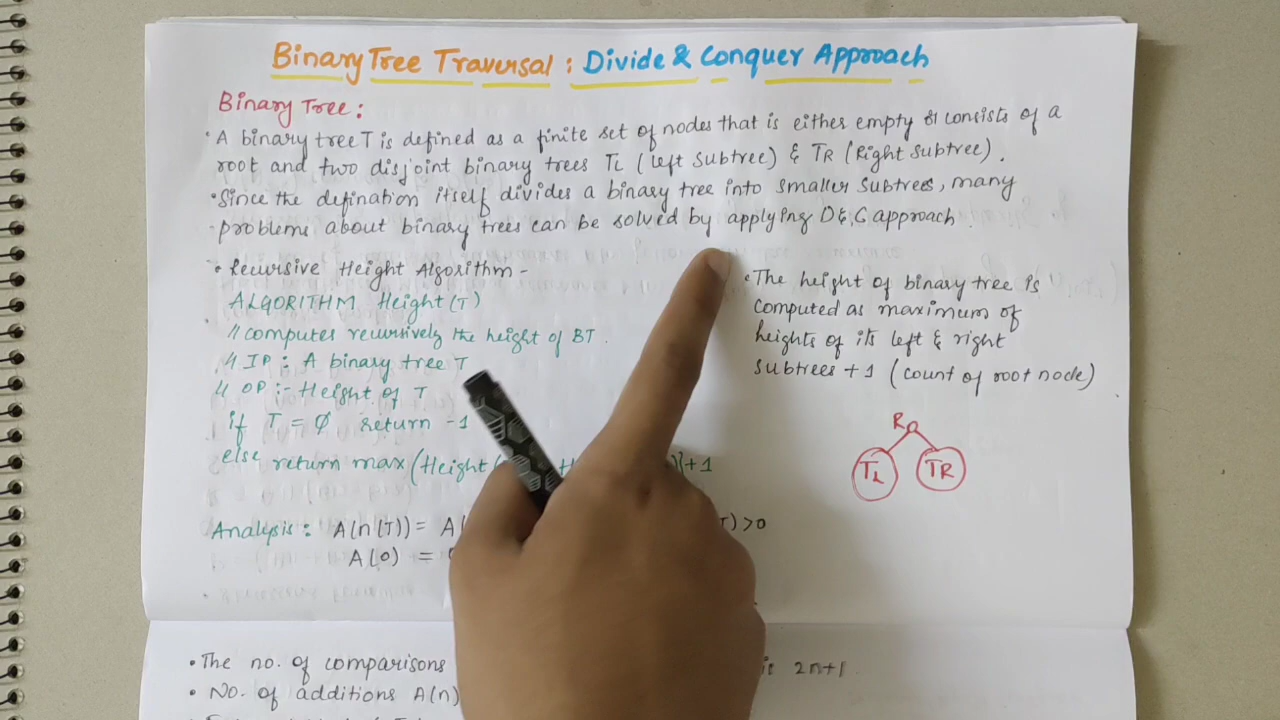 Binary Tree Traversal : Divide & Conquer Approach
Binary Tree :
• A binary tree T is defined as a finite set of nodes that is either empty or consists of a
root and two disjoint binary trees TL (Left subtree) & TR (Right subtree).
• Since the defination itself divides a binary tree into smaller subtrees, many
problems about binary trees can be solved by applying D & C approach.
• Recursive Height Algorithm -
ALGORITHM Height (T)
// computes recursively the height of BT.
// IP : A binary tree T
// OP :- Height of T
if T = ∅ return -1
else return max (Height ( )}+1
• The height of binary tree is
computed as maximum of
heights of its left & right
subtrees +1 (count of root node)
R
TL TR
Analysis : A(n(T)) = A( ) > 0
A(0) =
• The no. of comparisons is 2n+1.
• No. of additions A(n)